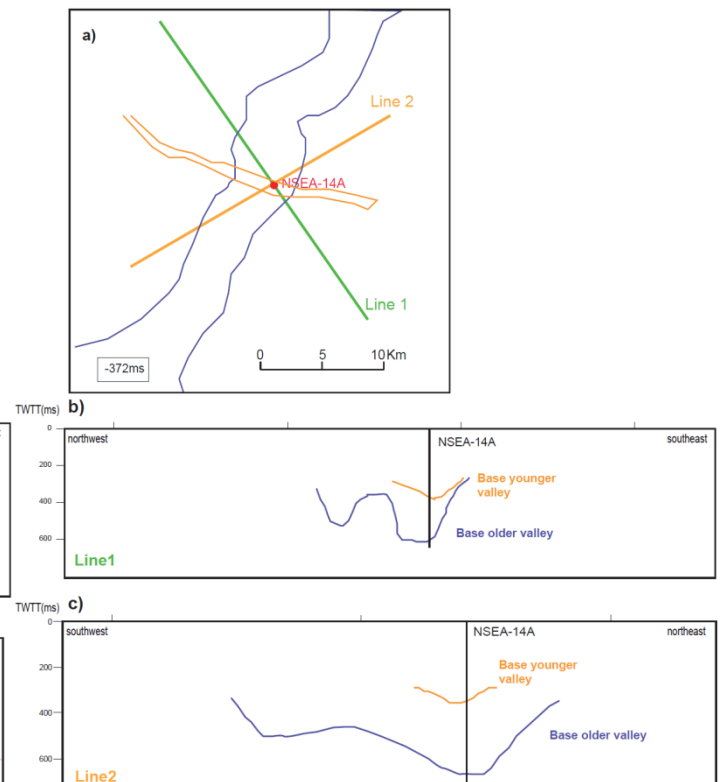 a)
Line 2
NSEA-14A
Line 1
0 5 10Km
-372ms
TWTT(ms) b)
0
northwest
NSEA-14A
southeast
200
Base younger
valley
400
600
Base older valley
Line1
TWTT(ms) c)
0
southwest
NSEA-14A
northeast
200
Base younger
valley
400
Base older valley
600
Line2